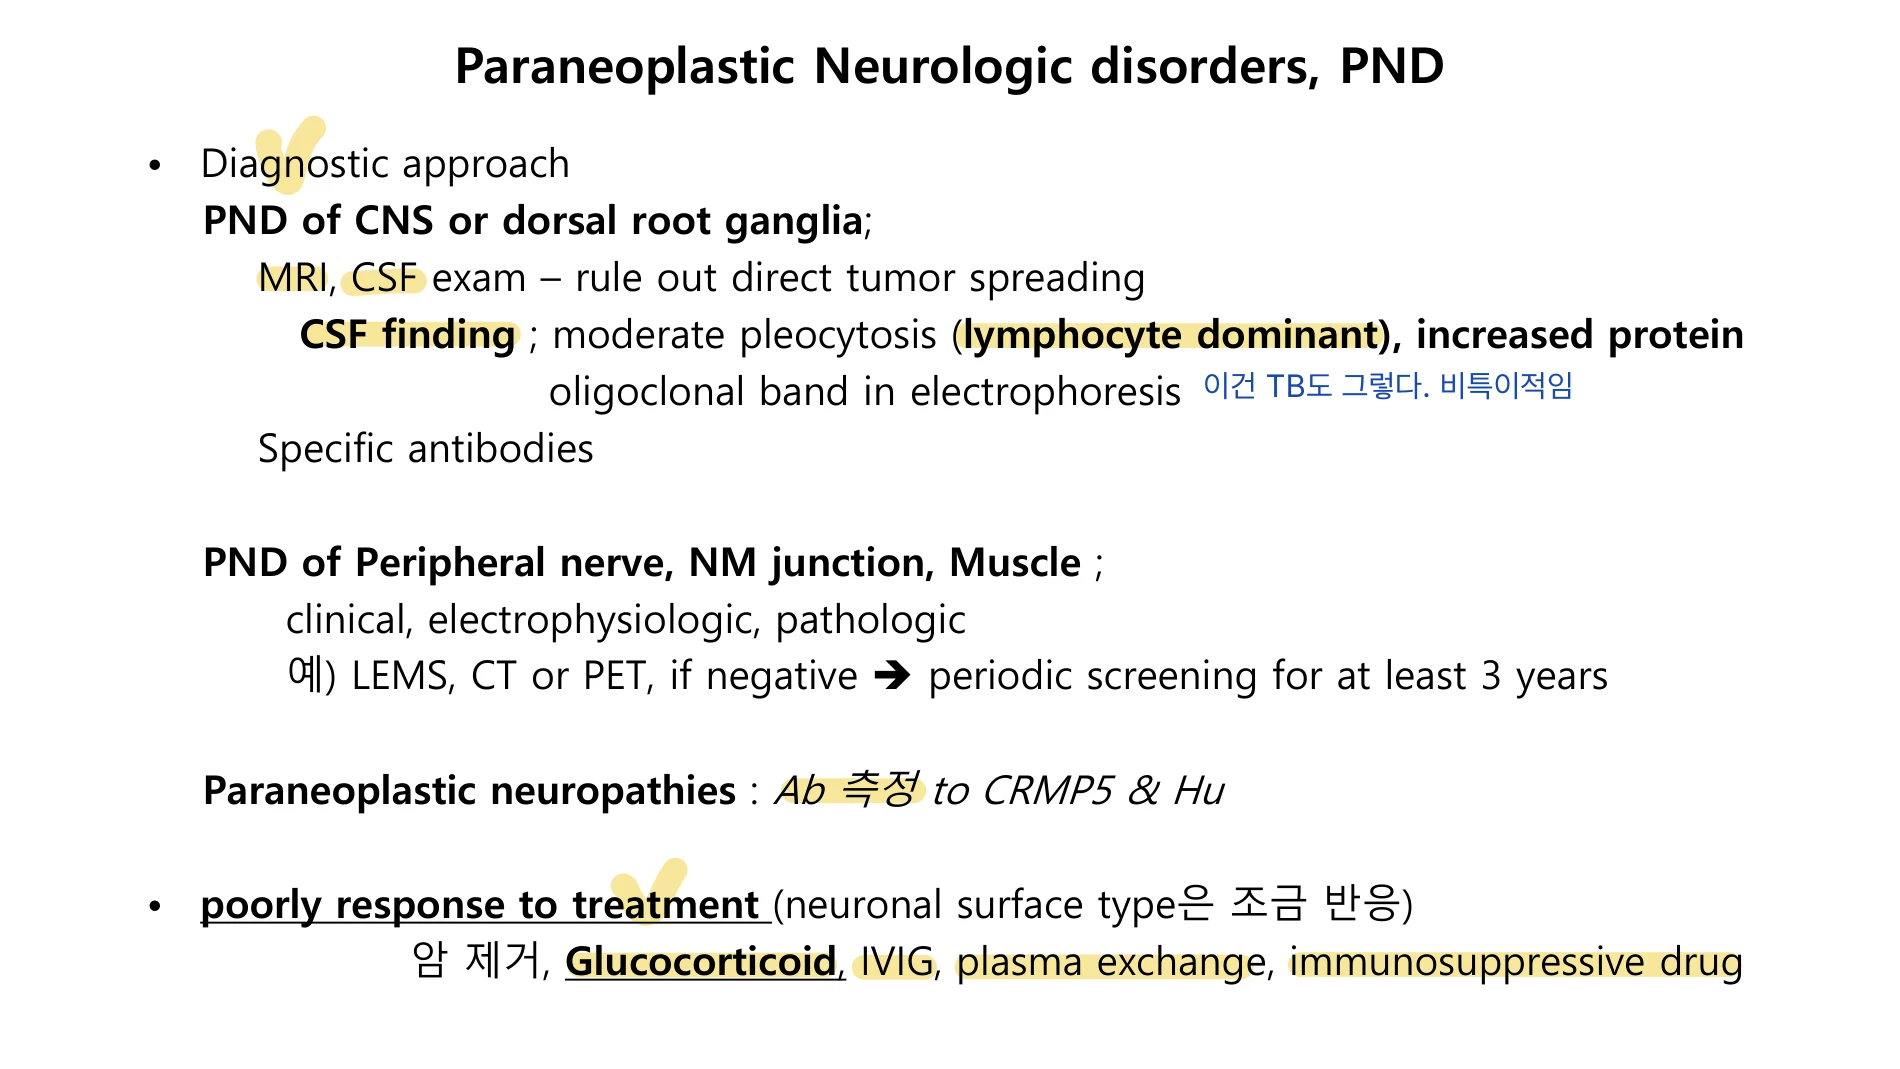 Paraneoplastic Neurologic disorders, PND
• Diagnostic approach
PND of CNS or dorsal root ganglia;
MRI, CSF exam – rule out direct tumor spreading
CSF finding ; moderate pleocytosis (lymphocyte dominant), increased protein
oligoclonal band in electrophoresis 이건 TB도 그렇다. 비특이적임
Specific antibodies
PND of Peripheral nerve, NM junction, Muscle ;
clinical, electrophysiologic, pathologic
예) LEMS, CT or PET, if negative ➔ periodic screening for at least 3 years
Paraneoplastic neuropathies : Ab 측정 to CRMP5 & Hu
• poorly response to treatment (neuronal surface type은 조금 반응)
암 제거, Glucocorticoid, IVIG, plasma exchange, immunosuppressive drug